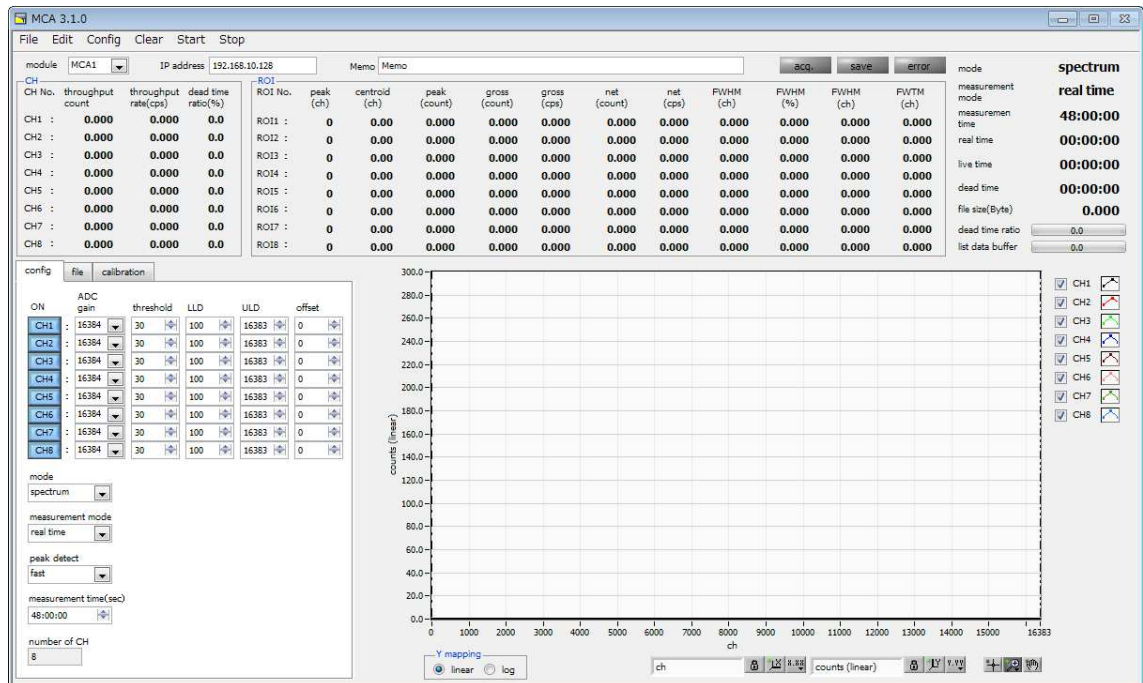 MCA 3.1.0
File Edit Config Clear Start Stop
module MCA1 IP address 192.168.10.128 Memo Memo acq. save error
CH
CH No. throughput count throughput rate(cps) dead time ratio(%)
CH1 : 0.000 0.000 0.0
CH2 : 0.000 0.000 0.0
CH3 : 0.000 0.000 0.0
CH4 : 0.000 0.000 0.0
CH5 : 0.000 0.000 0.0
CH6 : 0.000 0.000 0.0
CH7 : 0.000 0.000 0.0
CH8 : 0.000 0.000 0.0
ROI
ROI No. peak (ch) centroid (ch) peak (count) gross (count) gross (cps) net (count) net (cps) FWHM (ch) FWHM (%) FWHM (ch) FWTM (ch)
ROI1 : 0 0.00 0.000 0.000 0.000 0.000 0.000 0.000 0.000 0.000 0.000
ROI2 : 0 0.00 0.000 0.000 0.000 0.000 0.000 0.000 0.000 0.000 0.000
ROI3 : 0 0.00 0.000 0.000 0.000 0.000 0.000 0.000 0.000 0.000 0.000
ROI4 : 0 0.00 0.000 0.000 0.000 0.000 0.000 0.000 0.000 0.000 0.000
ROI5 : 0 0.00 0.000 0.000 0.000 0.000 0.000 0.000 0.000 0.000 0.000
ROI6 : 0 0.00 0.000 0.000 0.000 0.000 0.000 0.000 0.000 0.000 0.000
ROI7 : 0 0.00 0.000 0.000 0.000 0.000 0.000 0.000 0.000 0.000 0.000
ROI8 : 0 0.00 0.000 0.000 0.000 0.000 0.000 0.000 0.000 0.000 0.000
mode spectrum
measurement mode real time
measuremen time 48:00:00
real time 00:00:00
live time 00:00:00
dead time 00:00:00
file size(Byte) 0.000
dead time ratio 0.0
list data buffer 0.0
config file calibration
ON ADC gain threshold LLD ULD offset
CH1 : 16384 30 100 16383 0
CH2 : 16384 30 100 16383 0
CH3 : 16384 30 100 16383 0
CH4 : 16384 30 100 16383 0
CH5 : 16384 30 100 16383 0
CH6 : 16384 30 100 16383 0
CH7 : 16384 30 100 16383 0
CH8 : 16384 30 100 16383 0
mode
spectrum
measurement mode
real time
peak detect
fast
measurement time(sec)
48:00:00
number of CH
8
counts (linear)
300.0
280.0
260.0
240.0
220.0
200.0
180.0
160.0
140.0
120.0
100.0
80.0
60.0
40.0
20.0
0.0
0 1000 2000 3000 4000 5000 6000 7000 8000 9000 10000 11000 12000 13000 14000 15000 16383
ch
CH1
CH2
CH3
CH4
CH5
CH6
CH7
CH8
Y mapping
linear log
ch X X.XX counts (linear) Y Y.YY